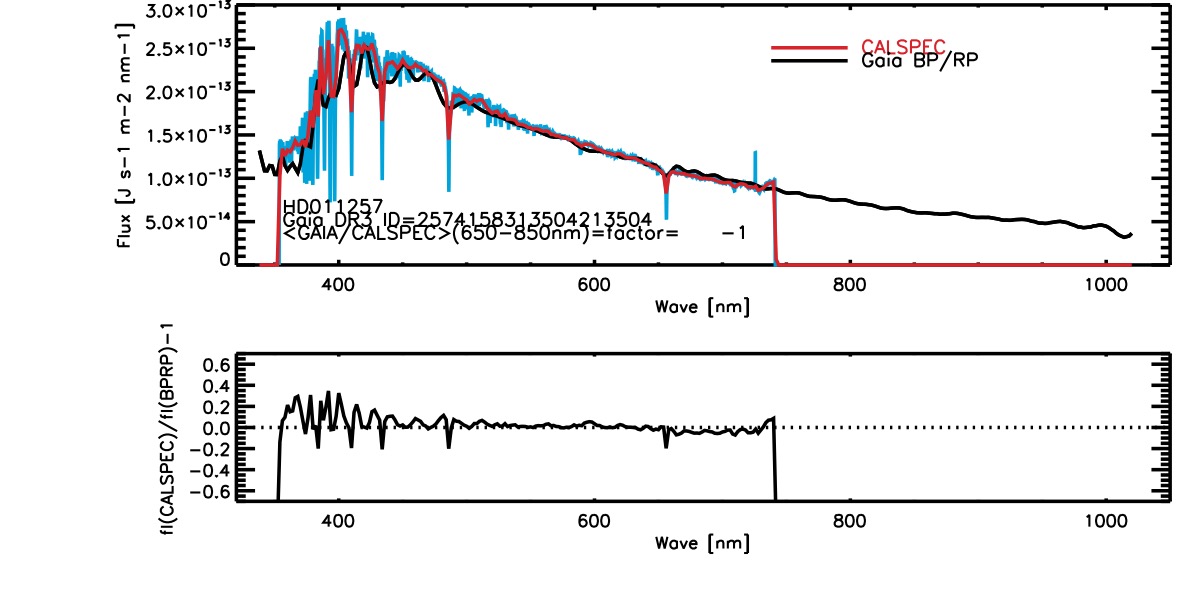 3.0×10−13
2.5×10−13
2.0×10−13
1.5×10−13
1.0×10−13
5.0×10−14
0
Flux [J s−1 m−2 nm−1]
CALSPEC
Gaia BP/RP
HD011257
Gaia DR3 ID=2574158313504213504
<GAIA/CALSPEC>(650−850nm)=factor= −1
400 600 800 1000
Wave [nm]
fl(CALSPEC)/fl(BPRP)−1
0.6
0.4
0.2
0.0
−0.2
−0.4
−0.6
400 600 800 1000
Wave [nm]